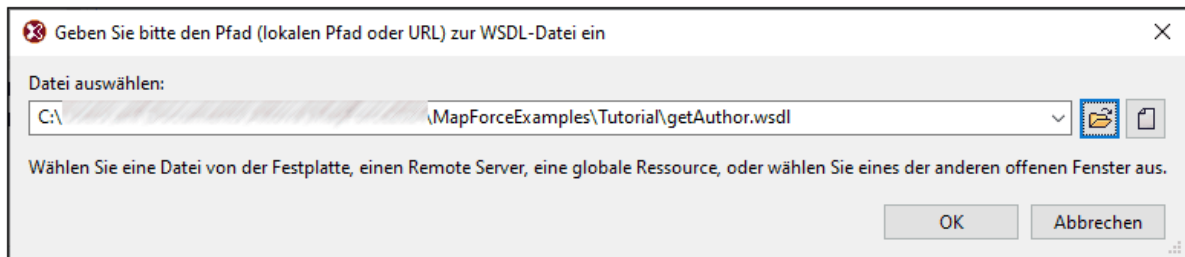 Geben Sie bitte den Pfad (lokalen Pfad oder URL) zur WSDL-Datei ein
Datei auswählen:
C:\ \MapForceExamples\Tutorial\getAuthor.wsdl
Wählen Sie eine Datei von der Festplatte, einen Remote Server, eine globale Ressource, oder wählen Sie eines der anderen offenen Fenster aus.
OK Abbrechen